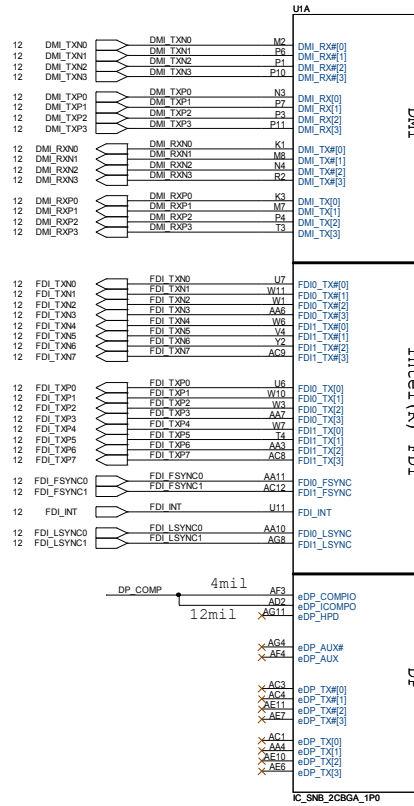 U1A
12 DMI_TXN0 DMI_TXN0 M2 DMI_RX#[0]
12 DMI_TXN1 DMI_TXN1 P6 DMI_RX#[1]
12 DMI_TXN2 DMI_TXN2 P1 DMI_RX#[2]
12 DMI_TXN3 DMI_TXN3 P10 DMI_RX#[3]
12 DMI_TXP0 DMI_TXP0 N3 DMI_RX[0]
12 DMI_TXP1 DMI_TXP1 P7 DMI_RX[1]
12 DMI_TXP2 DMI_TXP2 P3 DMI_RX[2]
12 DMI_TXP3 DMI_TXP3 P11 DMI_RX[3]
12 DMI_RXN0 DMI_RXN0 K1 DMI_TX#[0]
12 DMI_RXN1 DMI_RXN1 M8 DMI_TX#[1]
12 DMI_RXN2 DMI_RXN2 N4 DMI_TX#[2]
12 DMI_RXN3 DMI_RXN3 R2 DMI_TX#[3]
12 DMI_RXP0 DMI_RXP0 K3 DMI_TX[0]
12 DMI_RXP1 DMI_RXP1 M7 DMI_TX[1]
12 DMI_RXP2 DMI_RXP2 P4 DMI_TX[2]
12 DMI_RXP3 DMI_RXP3 T3 DMI_TX[3]
DMI
12 FDI_TXN0 FDI_TXN0 U7 FDI0_TX#[0]
12 FDI_TXN1 FDI_TXN1 W11 FDI0_TX#[1]
12 FDI_TXN2 FDI_TXN2 W1 FDI0_TX#[2]
12 FDI_TXN3 FDI_TXN3 AA6 FDI0_TX#[3]
12 FDI_TXN4 FDI_TXN4 W6 FDI1_TX#[0]
12 FDI_TXN5 FDI_TXN5 V4 FDI1_TX#[1]
12 FDI_TXN6 FDI_TXN6 Y2 FDI1_TX#[2]
12 FDI_TXN7 FDI_TXN7 AC9 FDI1_TX#[3]
12 FDI_TXP0 FDI_TXP0 U6 FDI0_TX[0]
12 FDI_TXP1 FDI_TXP1 W10 FDI0_TX[1]
12 FDI_TXP2 FDI_TXP2 W3 FDI0_TX[2]
12 FDI_TXP3 FDI_TXP3 AA7 FDI0_TX[3]
12 FDI_TXP4 FDI_TXP4 W7 FDI1_TX[0]
12 FDI_TXP5 FDI_TXP5 T4 FDI1_TX[1]
12 FDI_TXP6 FDI_TXP6 AA3 FDI1_TX[2]
12 FDI_TXP7 FDI_TXP7 AC8 FDI1_TX[3]
12 FDI_FSYNC0 FDI_FSYNC0 AA11 FDI0_FSYNC
12 FDI_FSYNC1 FDI_FSYNC1 AC12 FDI1_FSYNC
12 FDI_INT FDI_INT U11 FDI_INT
12 FDI_LSYNC0 FDI_LSYNC0 AA10 FDI0_LSYNC
12 FDI_LSYNC1 FDI_LSYNC1 AG8 FDI1_LSYNC
Intel(R) FDI
DP_COMP 4mil AF3 eDP_COMPIO
AD2 eDP_ICOMPO
12mil AG11 eDP_HPD
AG4 eDP_AUX#
AF4 eDP_AUX
AC3 eDP_TX#[0]
AC4 eDP_TX#[1]
AE11 eDP_TX#[2]
AE7 eDP_TX#[3]
AC1 eDP_TX[0]
AA4 eDP_TX[1]
AE10 eDP_TX[2]
AE6 eDP_TX[3]
DP
IC_SNB_2CBGA_1P0